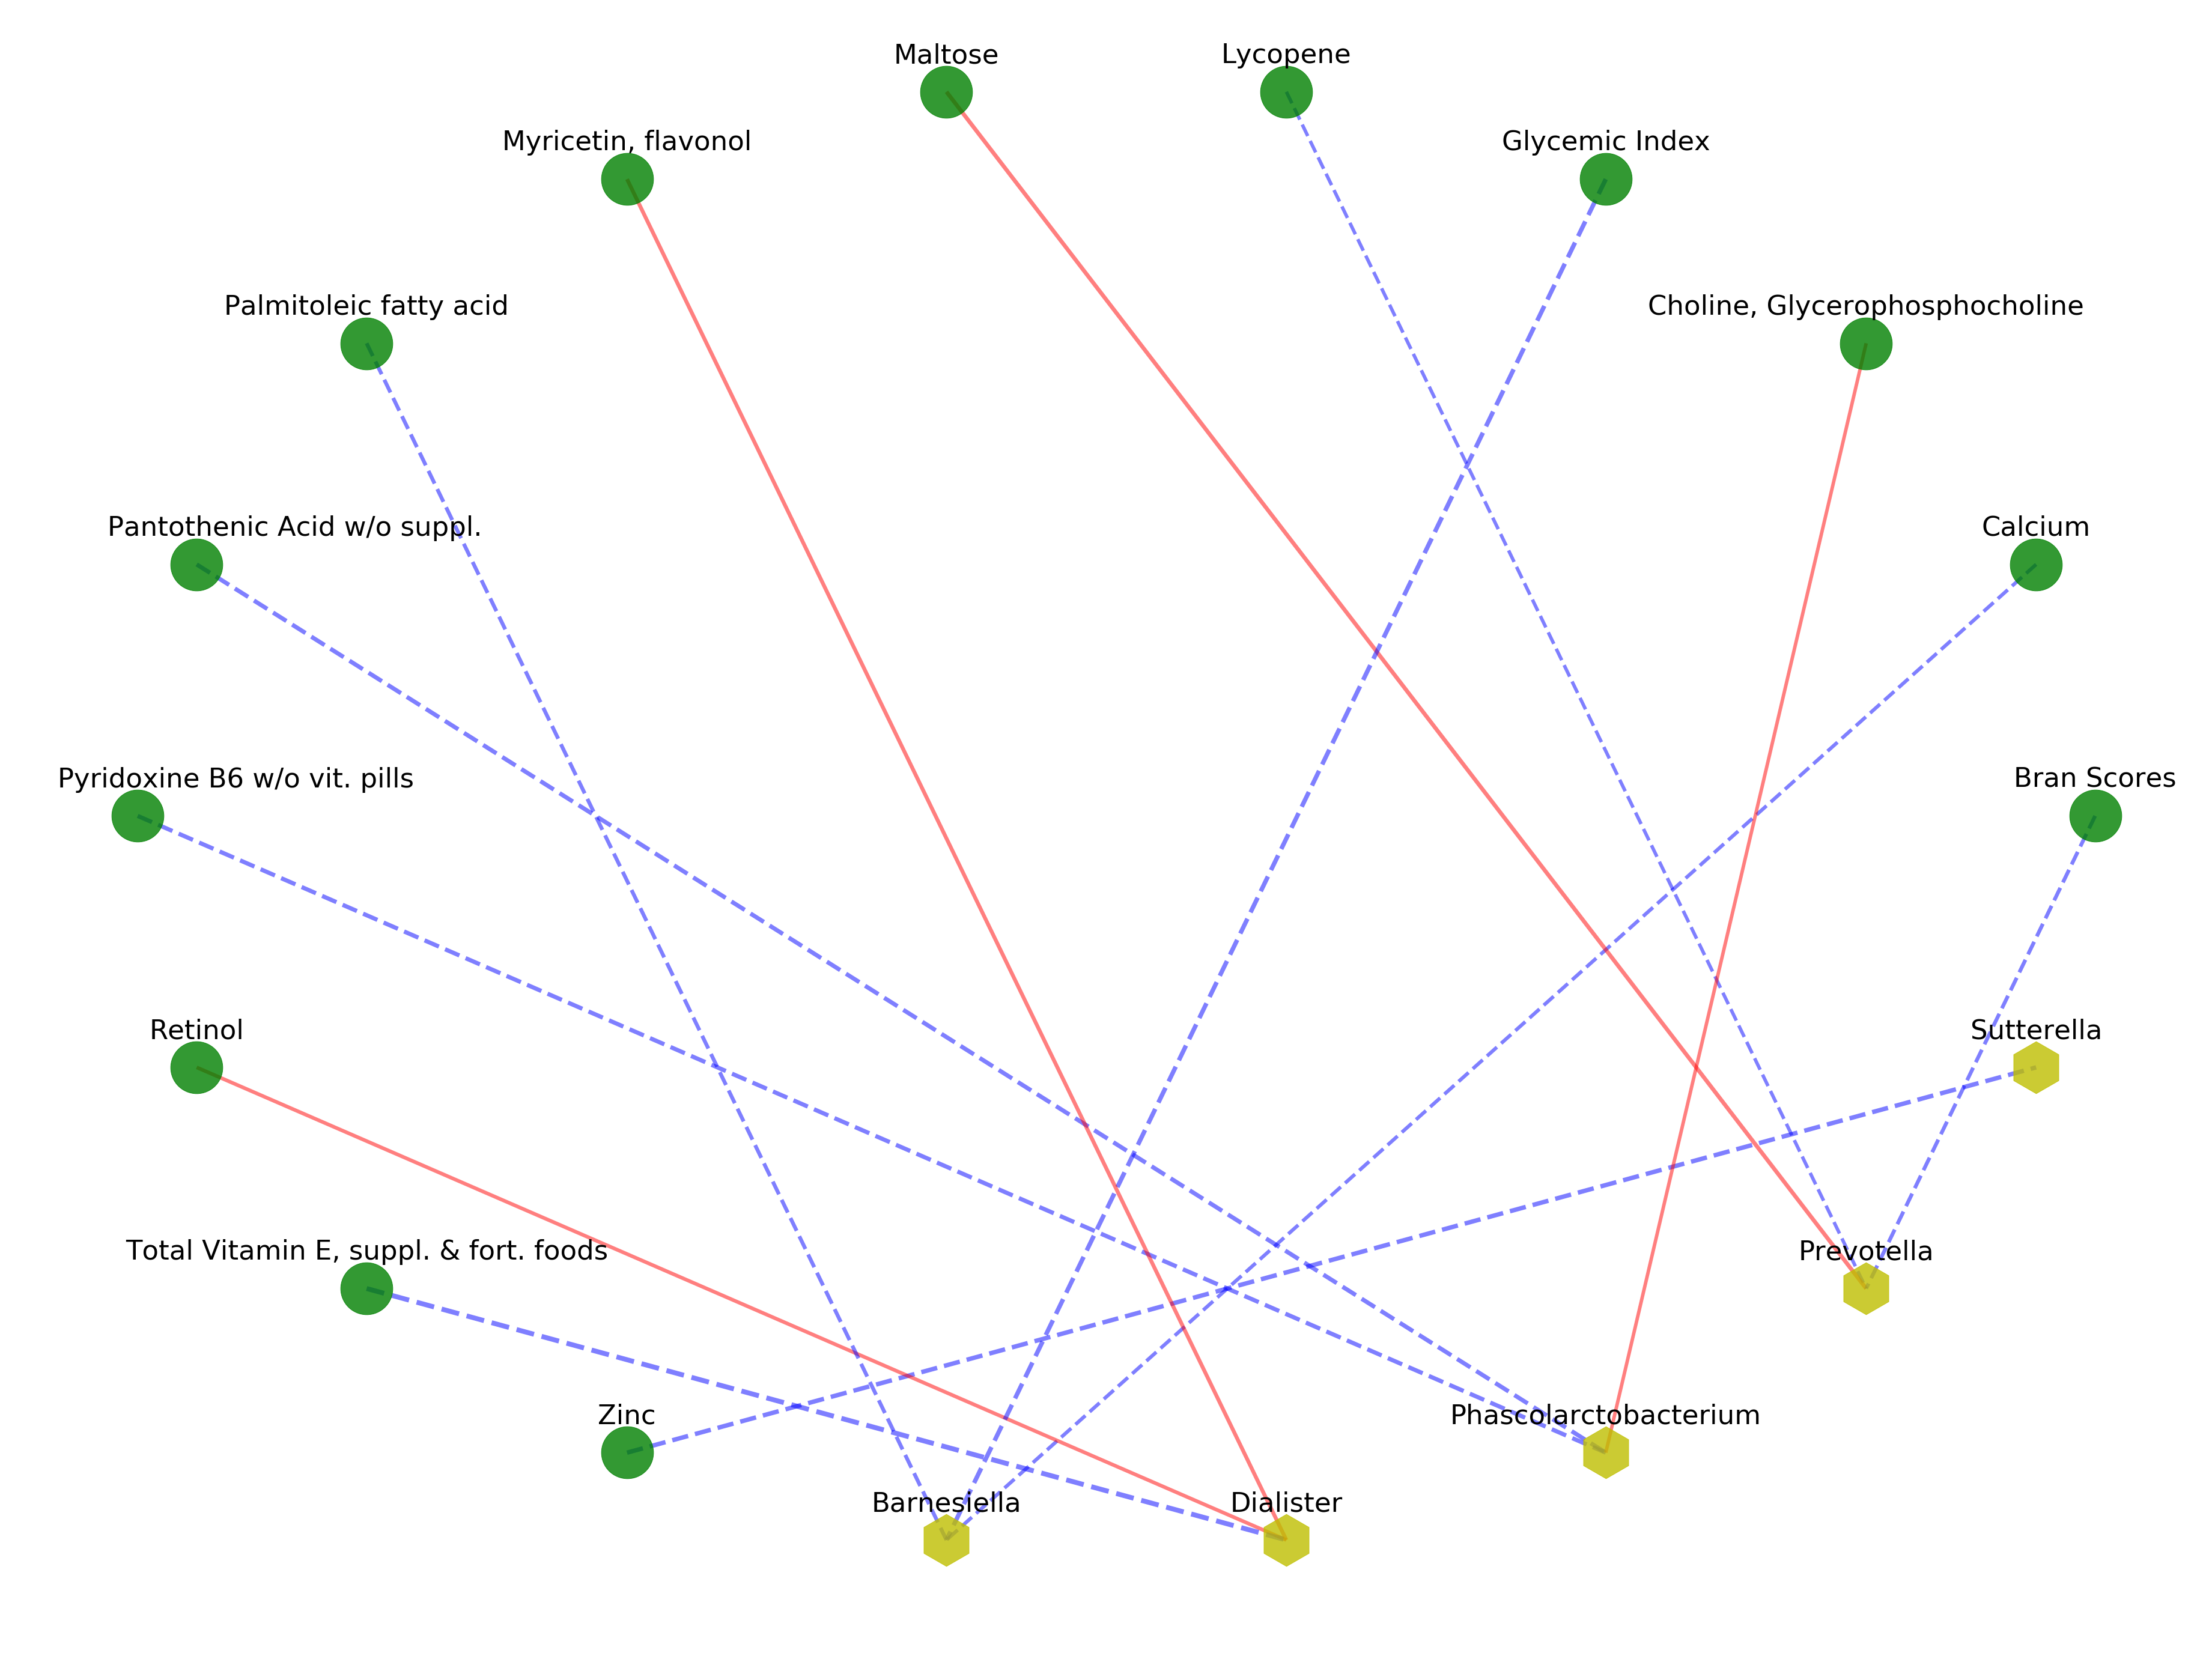 Maltose
Lycopene
Myricetin, flavonol
Glycemic Index
Palmitoleic fatty acid
Choline, Glycerophosphocholine
Pantothenic Acid w/o suppl.
Calcium
Pyridoxine B6 w/o vit. pills
Bran Scores
Retinol
Sutterella
Total Vitamin E, suppl. & fort. foods
Prevotella
Zinc
Phascolarctobacterium
Barnesiella
Dialister